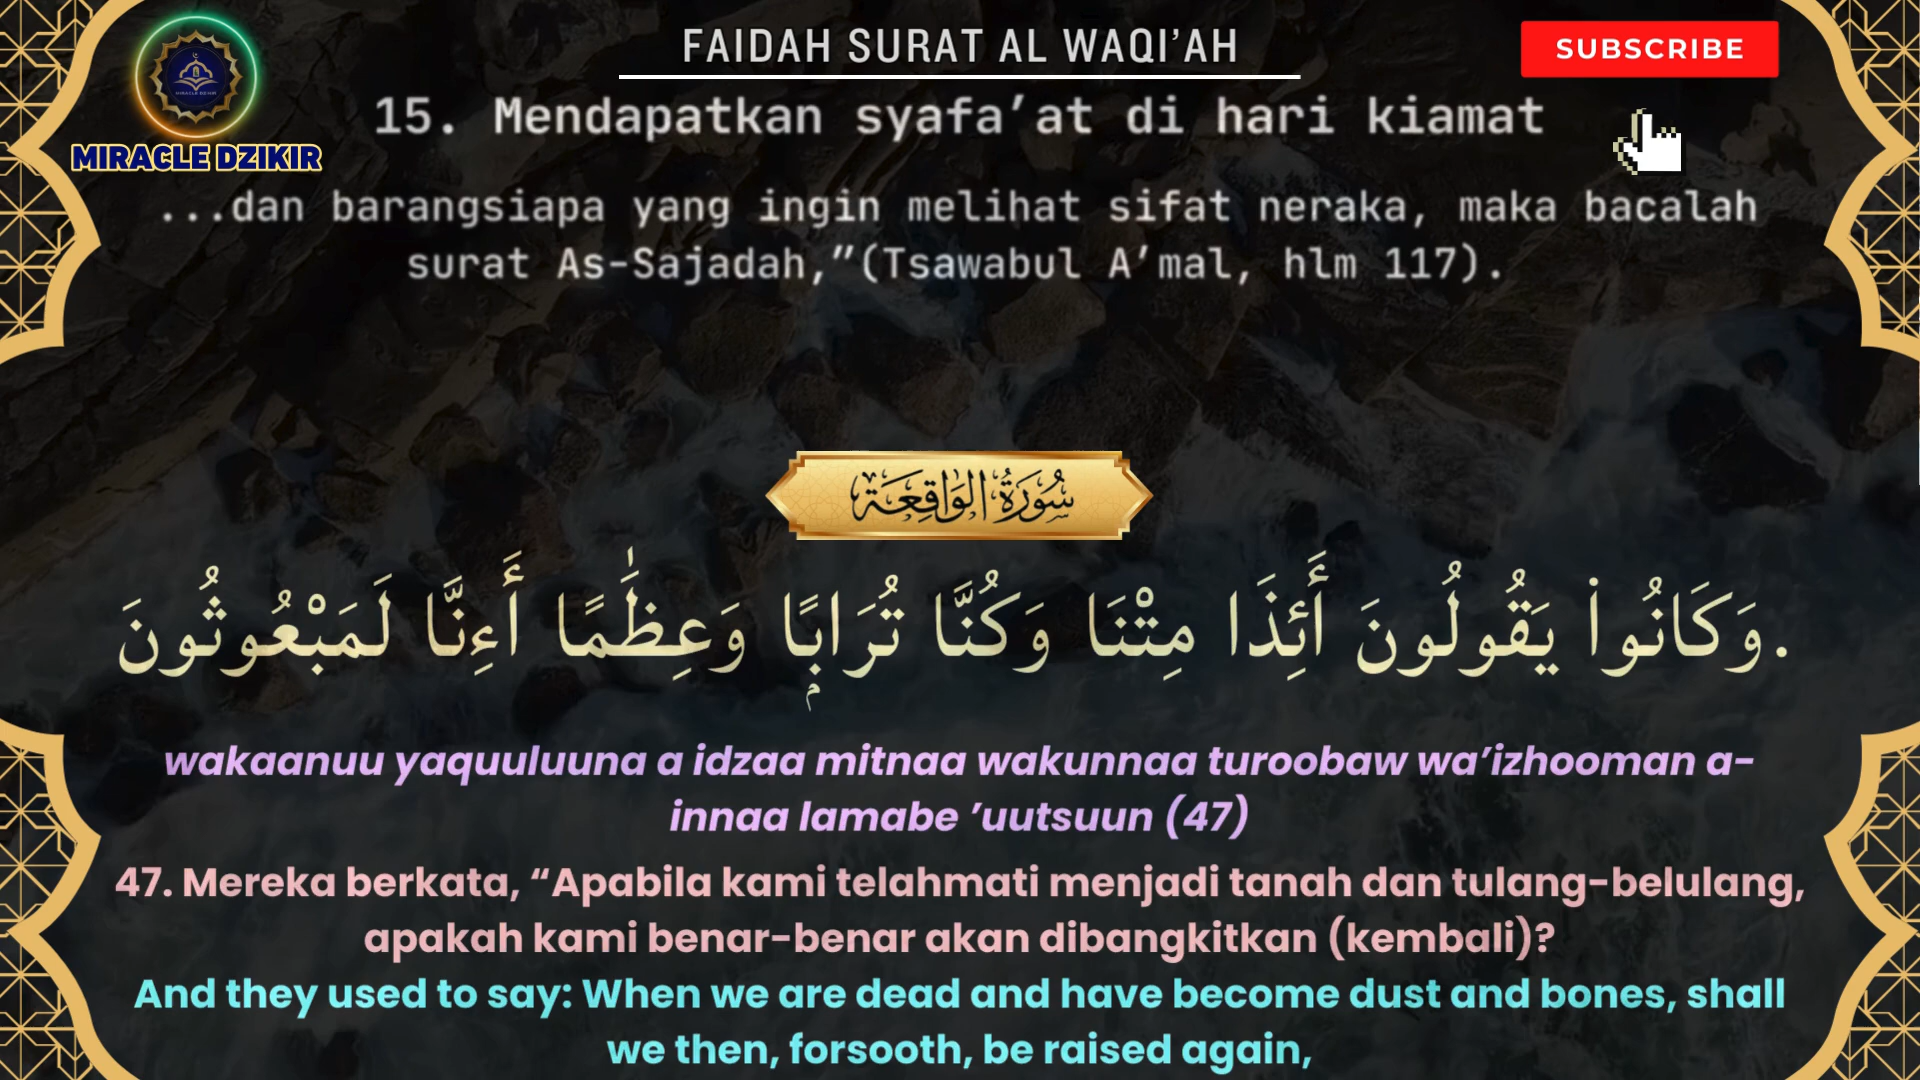 FAIDAH SURAT AL WAQI’AH
SUBSCRIBE
MIRACLE DZIKIR
15. Mendapatkan syafa’at di hari kiamat
...dan barangsiapa yang ingin melihat sifat neraka, maka bacalah
surat As-Sajadah,”(Tsawabul A’mal, hlm 117).
سُورَةُ الوَاقِعَة
.وَكَانُوا۟ يَقُولُونَ أَئِذَا مِتْنَا وَكُنَّا تُرَابًۭا وَعِظَٰمًا أَءِنَّا لَمَبْعُوثُونَ
wakaanuu yaquuluuna a idzaa mitnaa wakunnaa turoobaw wa’izhooman a-
innaa lamabe ’uutsuun (47)
47. Mereka berkata, “Apabila kami telahmati menjadi tanah dan tulang-belulang,
apakah kami benar-benar akan dibangkitkan (kembali)?
And they used to say: When we are dead and have become dust and bones, shall
we then, forsooth, be raised again,